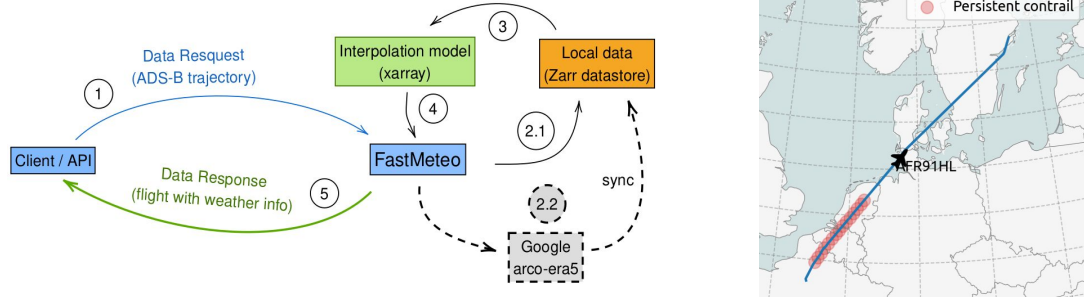 Data Resquest
(ADS-B trajectory)
1
Client / API
Data Response
(flight with weather info)
5
Interpolation model
(xarray)
3
4
FastMeteo
Local data
(Zarr datastore)
2.1
2.2
sync
Google
arco-era5
Persistent contrail
AFR91HL